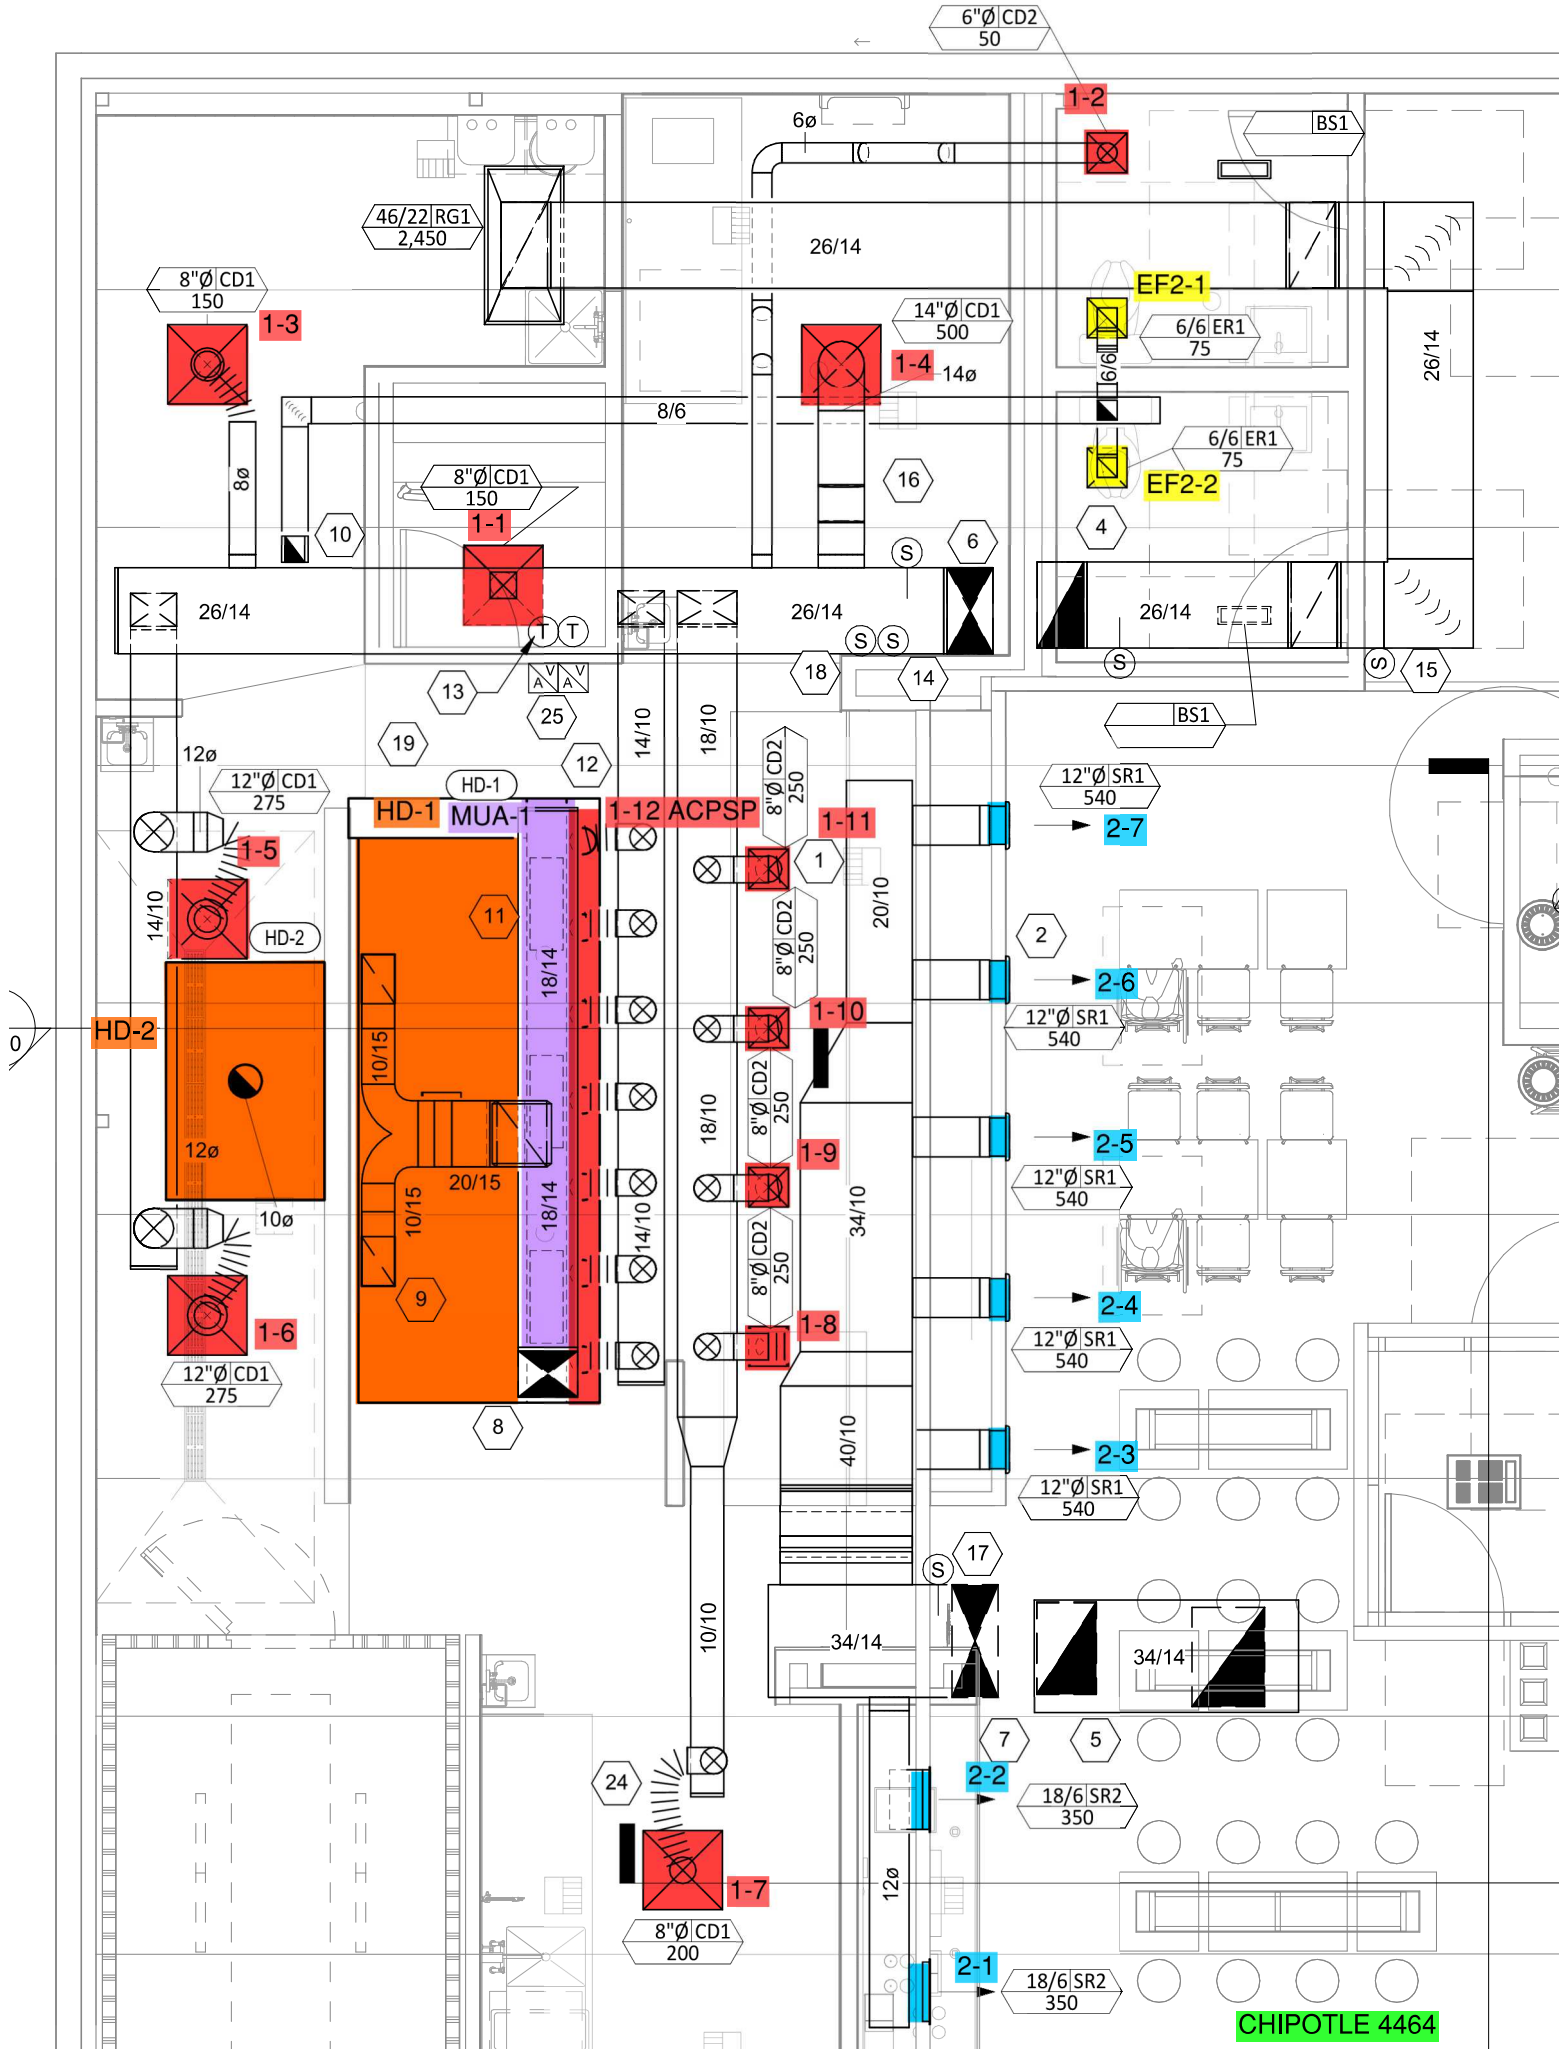 6"Ø CD2
50
1-2
BS1
6ø
46/22 RG1
2,450
26/14
8"Ø CD1
150
1-3
EF2-1
14"Ø CD1
500
6/6 ER1
75
1-4
14ø
6/6
26/14
8/6
8ø
6/6 ER1
75
EF2-2
8"Ø CD1
150
1-1
16
10
4
6
S
26/14
26/14
26/14
T
T
S
S
S
S
13
18
14
15
V
A
V
A
25
BS1
19
12
14/10
18/10
12ø
12"Ø CD1
275
HD-1
HD-1
MUA-1
1-12 ACPSP
8"Ø CD2
250
1-11
12"Ø SR1
540
2-7
1-5
1
14/10
11
18/14
8"Ø CD2
250
20/10
2
HD-2
2-6
1-10
12"Ø SR1
540
HD-2
0
10/15
18/10
8"Ø CD2
250
2-5
12ø
1-9
12"Ø SR1
540
20/15
10/15
18/14
14/10
34/10
10ø
8"Ø CD2
250
9
2-4
1-8
12"Ø SR1
540
1-6
12"Ø CD1
275
8
40/10
2-3
12"Ø SR1
540
17
S
10/10
34/14
34/14
7
5
24
2-2
18/6 SR2
350
1-7
12ø
8"Ø CD1
200
2-1
18/6 SR2
350
CHIPOTLE 4464